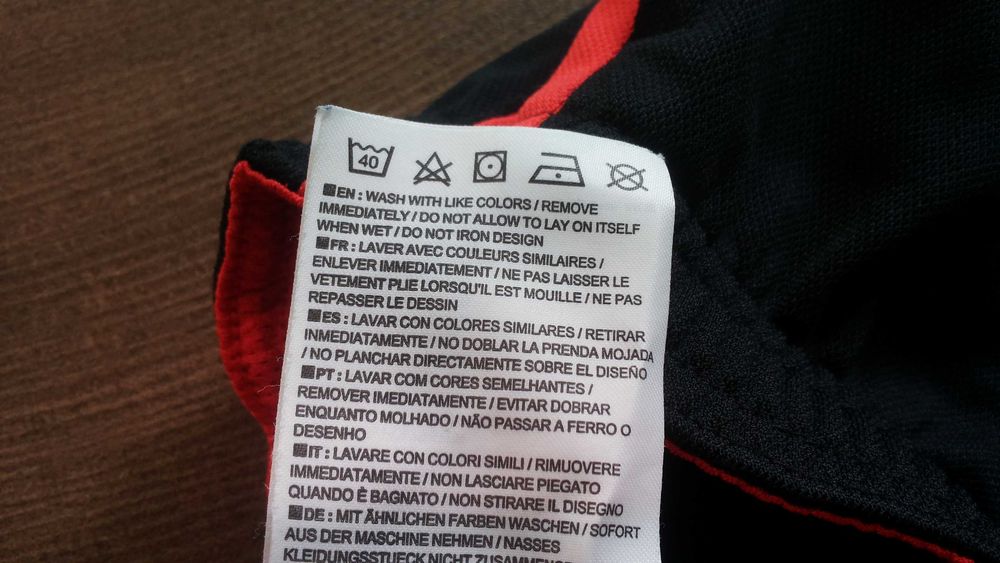 40
EN : WASH WITH LIKE COLORS / REMOVE
IMMEDIATELY / DO NOT ALLOW TO LAY ON ITSELF
WHEN WET / DO NOT IRON DESIGN
FR : LAVER AVEC COULEURS SIMILAIRES /
ENLEVER IMMEDIATEMENT / NE PAS LAISSER LE
VETEMENT PLIE LORSQU'IL EST MOUILLE / NE PAS
REPASSER LE DESSIN
ES : LAVAR CON COLORES SIMILARES / RETIRAR
INMEDIATAMENTE / NO DOBLAR LA PRENDA MOJADA
/ NO PLANCHAR DIRECTAMENTE SOBRE EL DISEÑO
PT : LAVAR COM CORES SEMELHANTES /
REMOVER IMEDIATAMENTE / EVITAR DOBRAR
ENQUANTO MOLHADO / NÃO PASSAR A FERRO O
DESENHO
IT : LAVARE CON COLORI SIMILI / RIMUOVERE
IMMEDIATAMENTE / NON LASCIARE PIEGATO
QUANDO È BAGNATO / NON STIRARE IL DISEGNO
DE : MIT ÄHNLICHEN FARBEN WASCHEN / SOFORT
AUS DER MASCHINE NEHMEN / NASSES
KLEIDUNGSSTUECK NICHT ZUSAMMEN